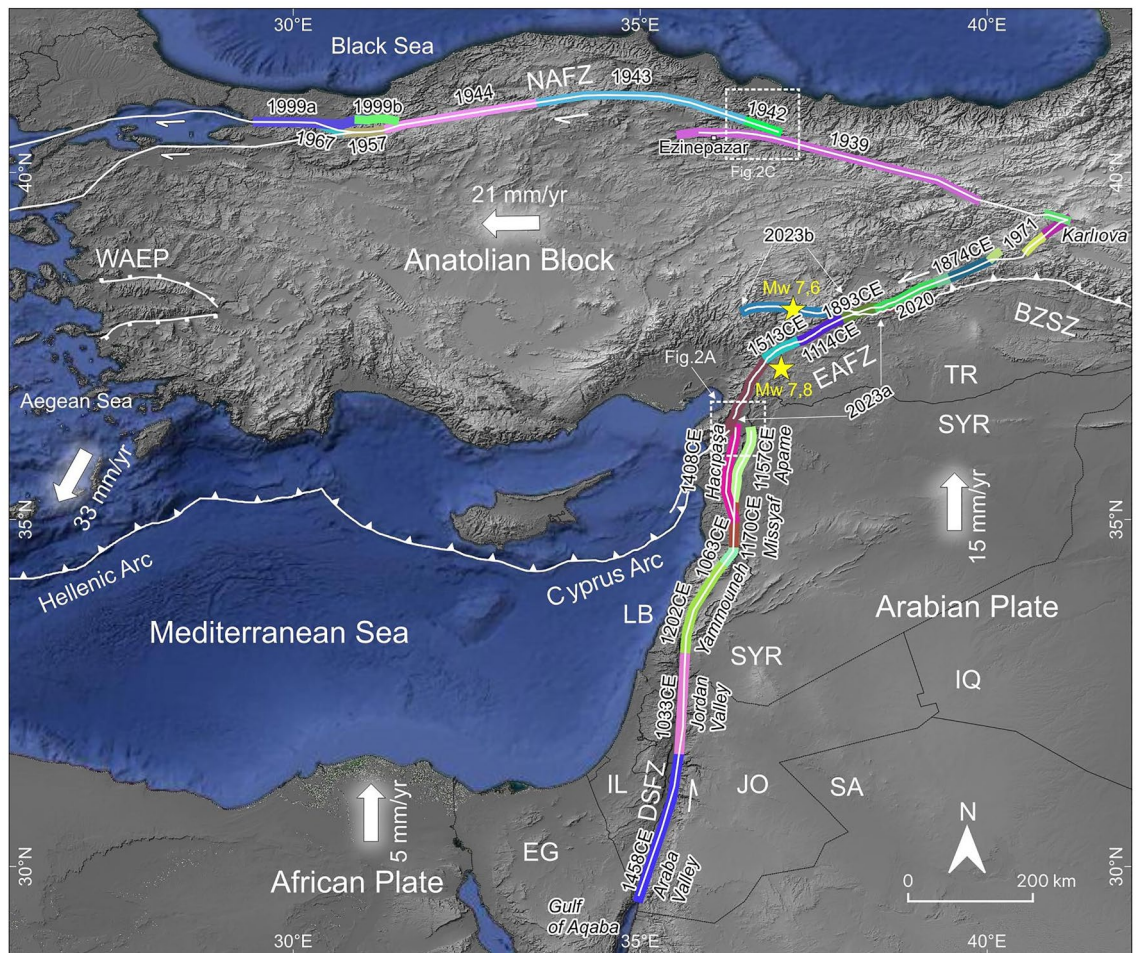 30°E
35°E
40°E
Black Sea
NAFZ
1943
1944
1999a
1999b
1942
1967
1957
1939
Ezinepazar
Fig.2C
40°N
40°N
21 mm/yr
Anatolian Block
WAEP
2023b
Mw 7,6
1971
Karlıova
1874CE
1893CE
2020
BZSZ
1513CE
1114CE
EAFZ
Fig.2A
Mw 7,8
TR
2023a
SYR
Aegean Sea
33 mm/yr
1408CE
Hacıpaşa
1157CE
Apame
35°N
35°N
15 mm/yr
Hellenic Arc
Cyprus Arc
1063CE
1170CE
Missyaf
LB
1202CE
Yammouneh
Mediterranean Sea
Arabian Plate
SYR
IQ
1033CE
Jordan
Valley
IL
DSFZ
JO
SA
5 mm/yr
N
EG
1458CE
Araba
Valley
African Plate
30°N
30°N
0
200 km
Gulf
of Aqaba
30°E
35°E
40°E